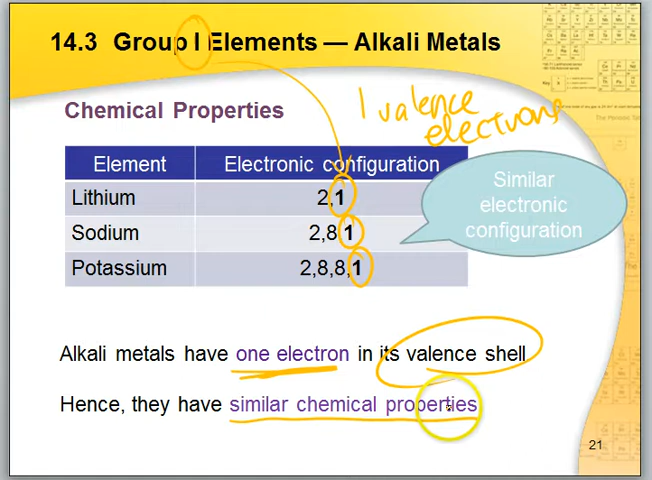 14.3 Group I Elements — Alkali Metals
Chemical Properties
1 valence
electrons
Element Electronic configuration
Lithium 2,1
Sodium 2,8,1
Potassium 2,8,8,1
Similar
electronic
configuration
Alkali metals have one electron in its valence shell
Hence, they have similar chemical properties
21